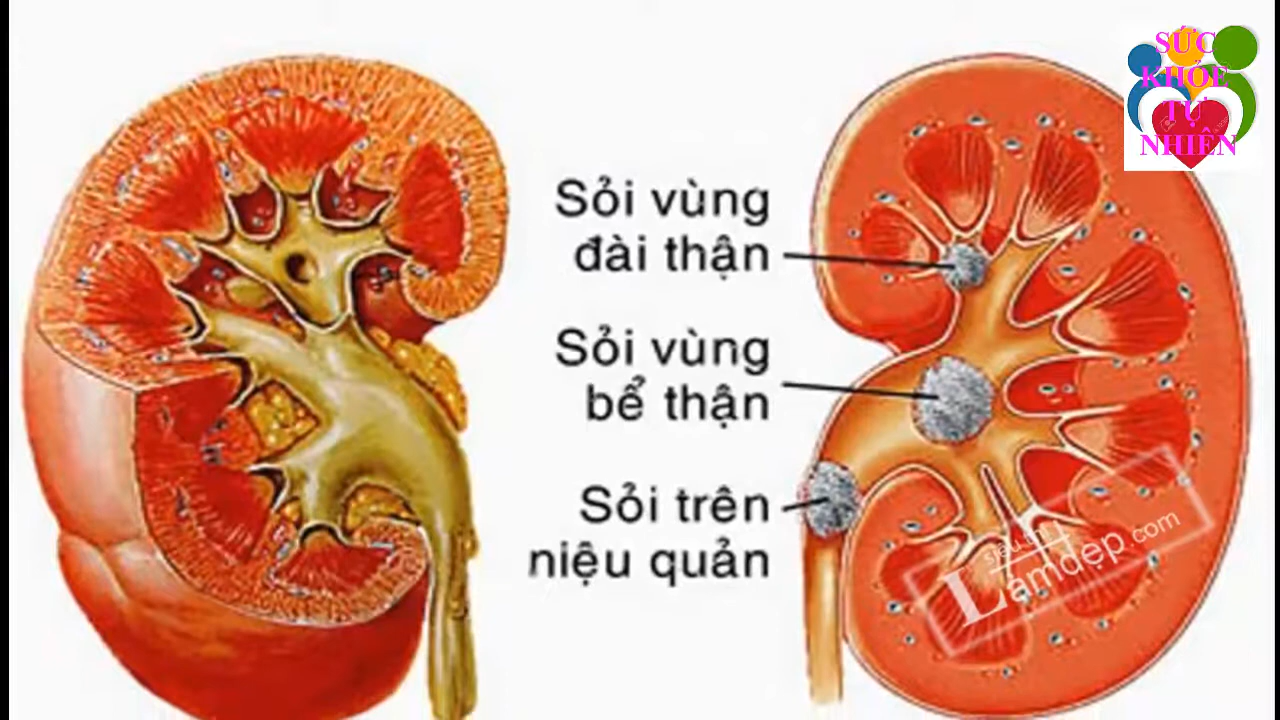 SỨC
KHỎE
TỰ
NHIÊN
Sỏi vùng
đài thận
Sỏi vùng
bể thận
Sỏi trên
niệu quản
Lamdep.com